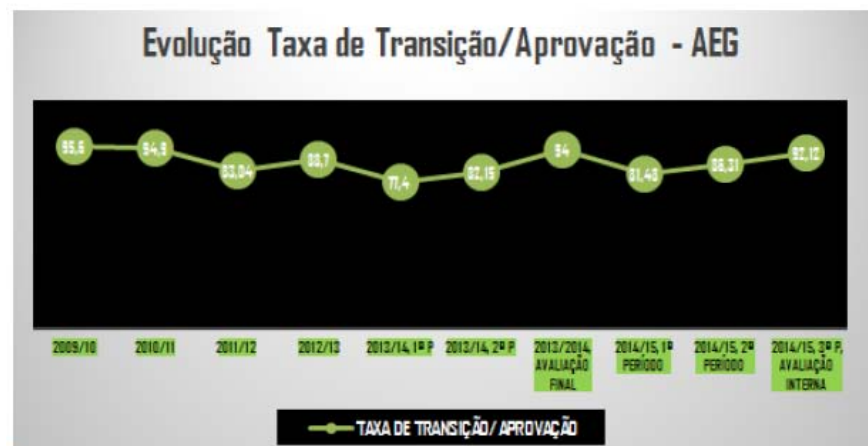 Evolução Taxa de Transição/Aprovação - AEG
95,6
94,9
83,04
88,7
77,4
82,15
94
81,48
86,31
92,12
2009/10
2010/11
2011/12
2012/13
2013/14, 1º P
2013/14, 2º P
2013/2014,
AVALIAÇÃO
FINAL
2014/15, 1º
PERÍODO
2014/15, 2º
PERÍODO
2014/15, 3º P,
AVALIAÇÃO
INTERNA
TAXA DE TRANSIÇÃO/ APROVAÇÃO